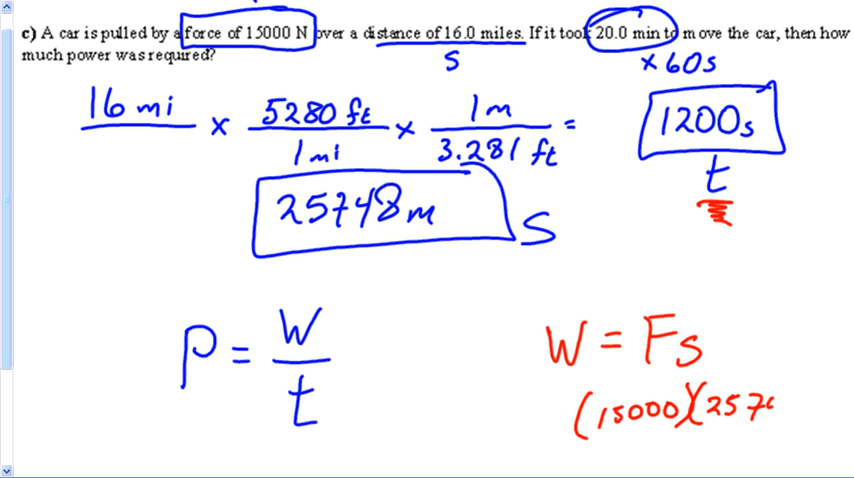 c) A car is pulled by a force of 15000 N over a distance of 16.0 miles. If it took 20.0 min to move the car, then how
much power was required?
S
x 60s
16 mi x 5280 ft x 1m =
1 mi 3.281 ft
1200s
t
25748m S
P = W
t
W = Fs
(15000)(257